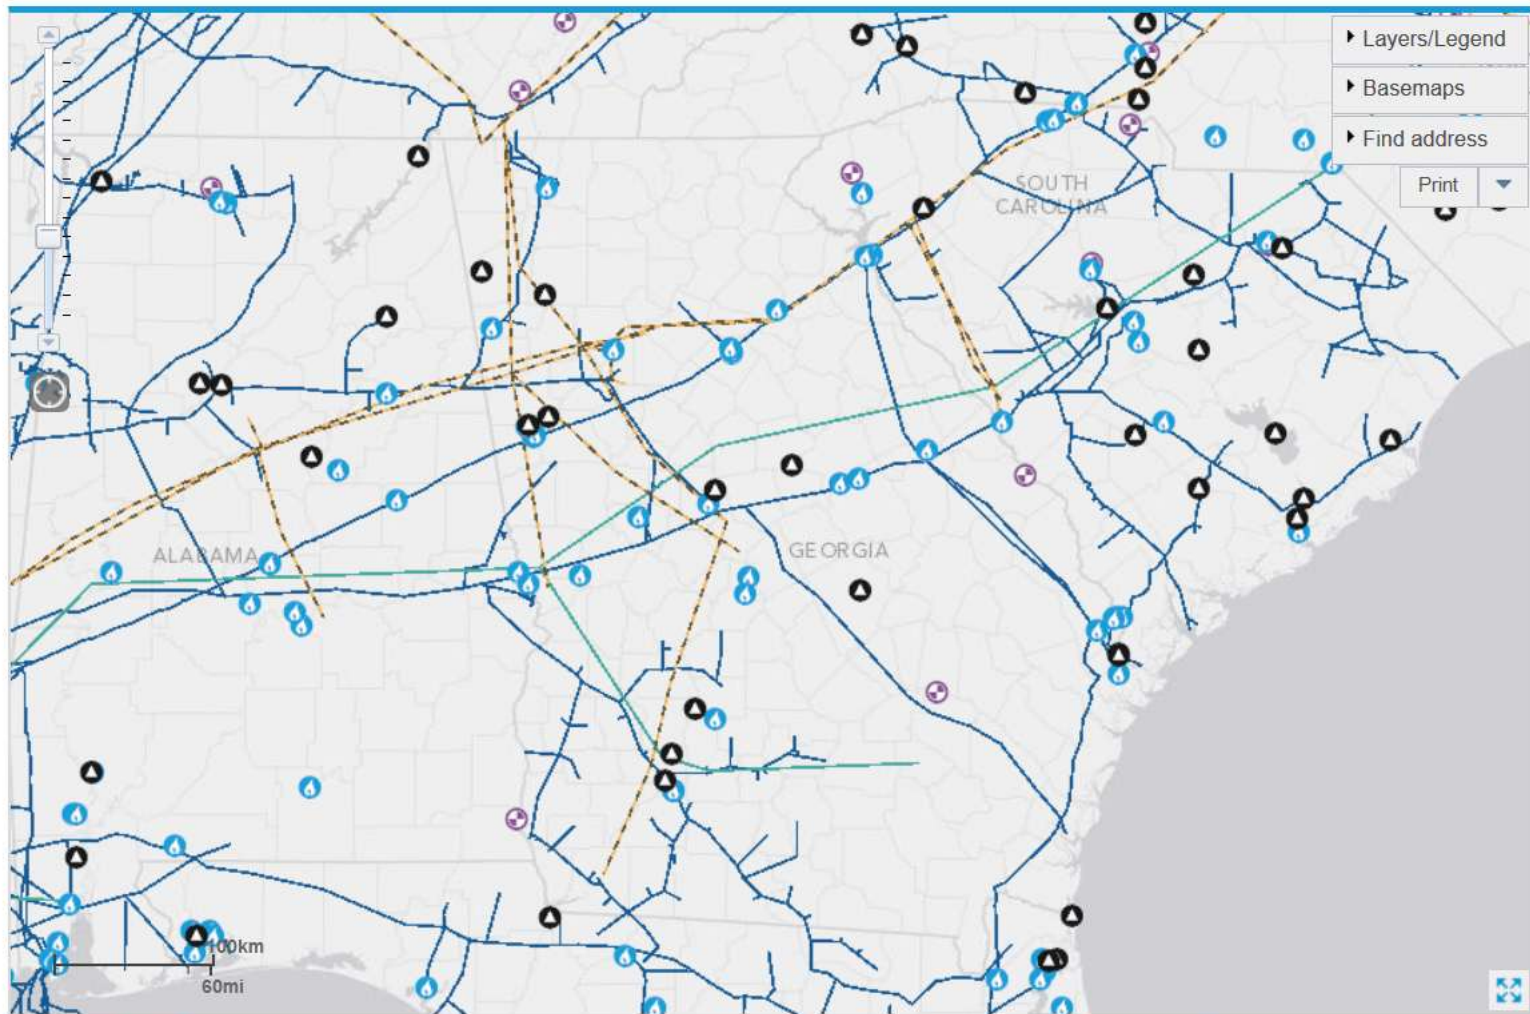 Layers/Legend
Basemaps
Find address
Print
SOUTH
CAROLINA
ALABAMA
GEORGIA
100km
60mi